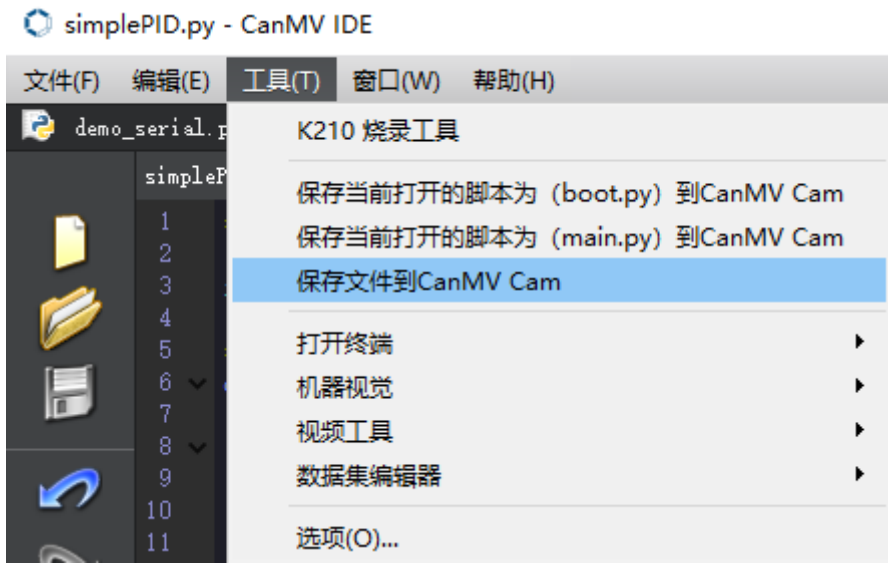 simplePID.py - CanMV IDE
文件(F) 编辑(E) 工具(T) 窗口(W) 帮助(H)
demo_serial.p
K210 烧录工具
simpleP
保存当前打开的脚本为（boot.py）到CanMV Cam
1
保存当前打开的脚本为（main.py）到CanMV Cam
2
保存文件到CanMV Cam
3
4
打开终端
5
机器视觉
6
7
视频工具
8
数据集编辑器
9
10
选项(O)...
11